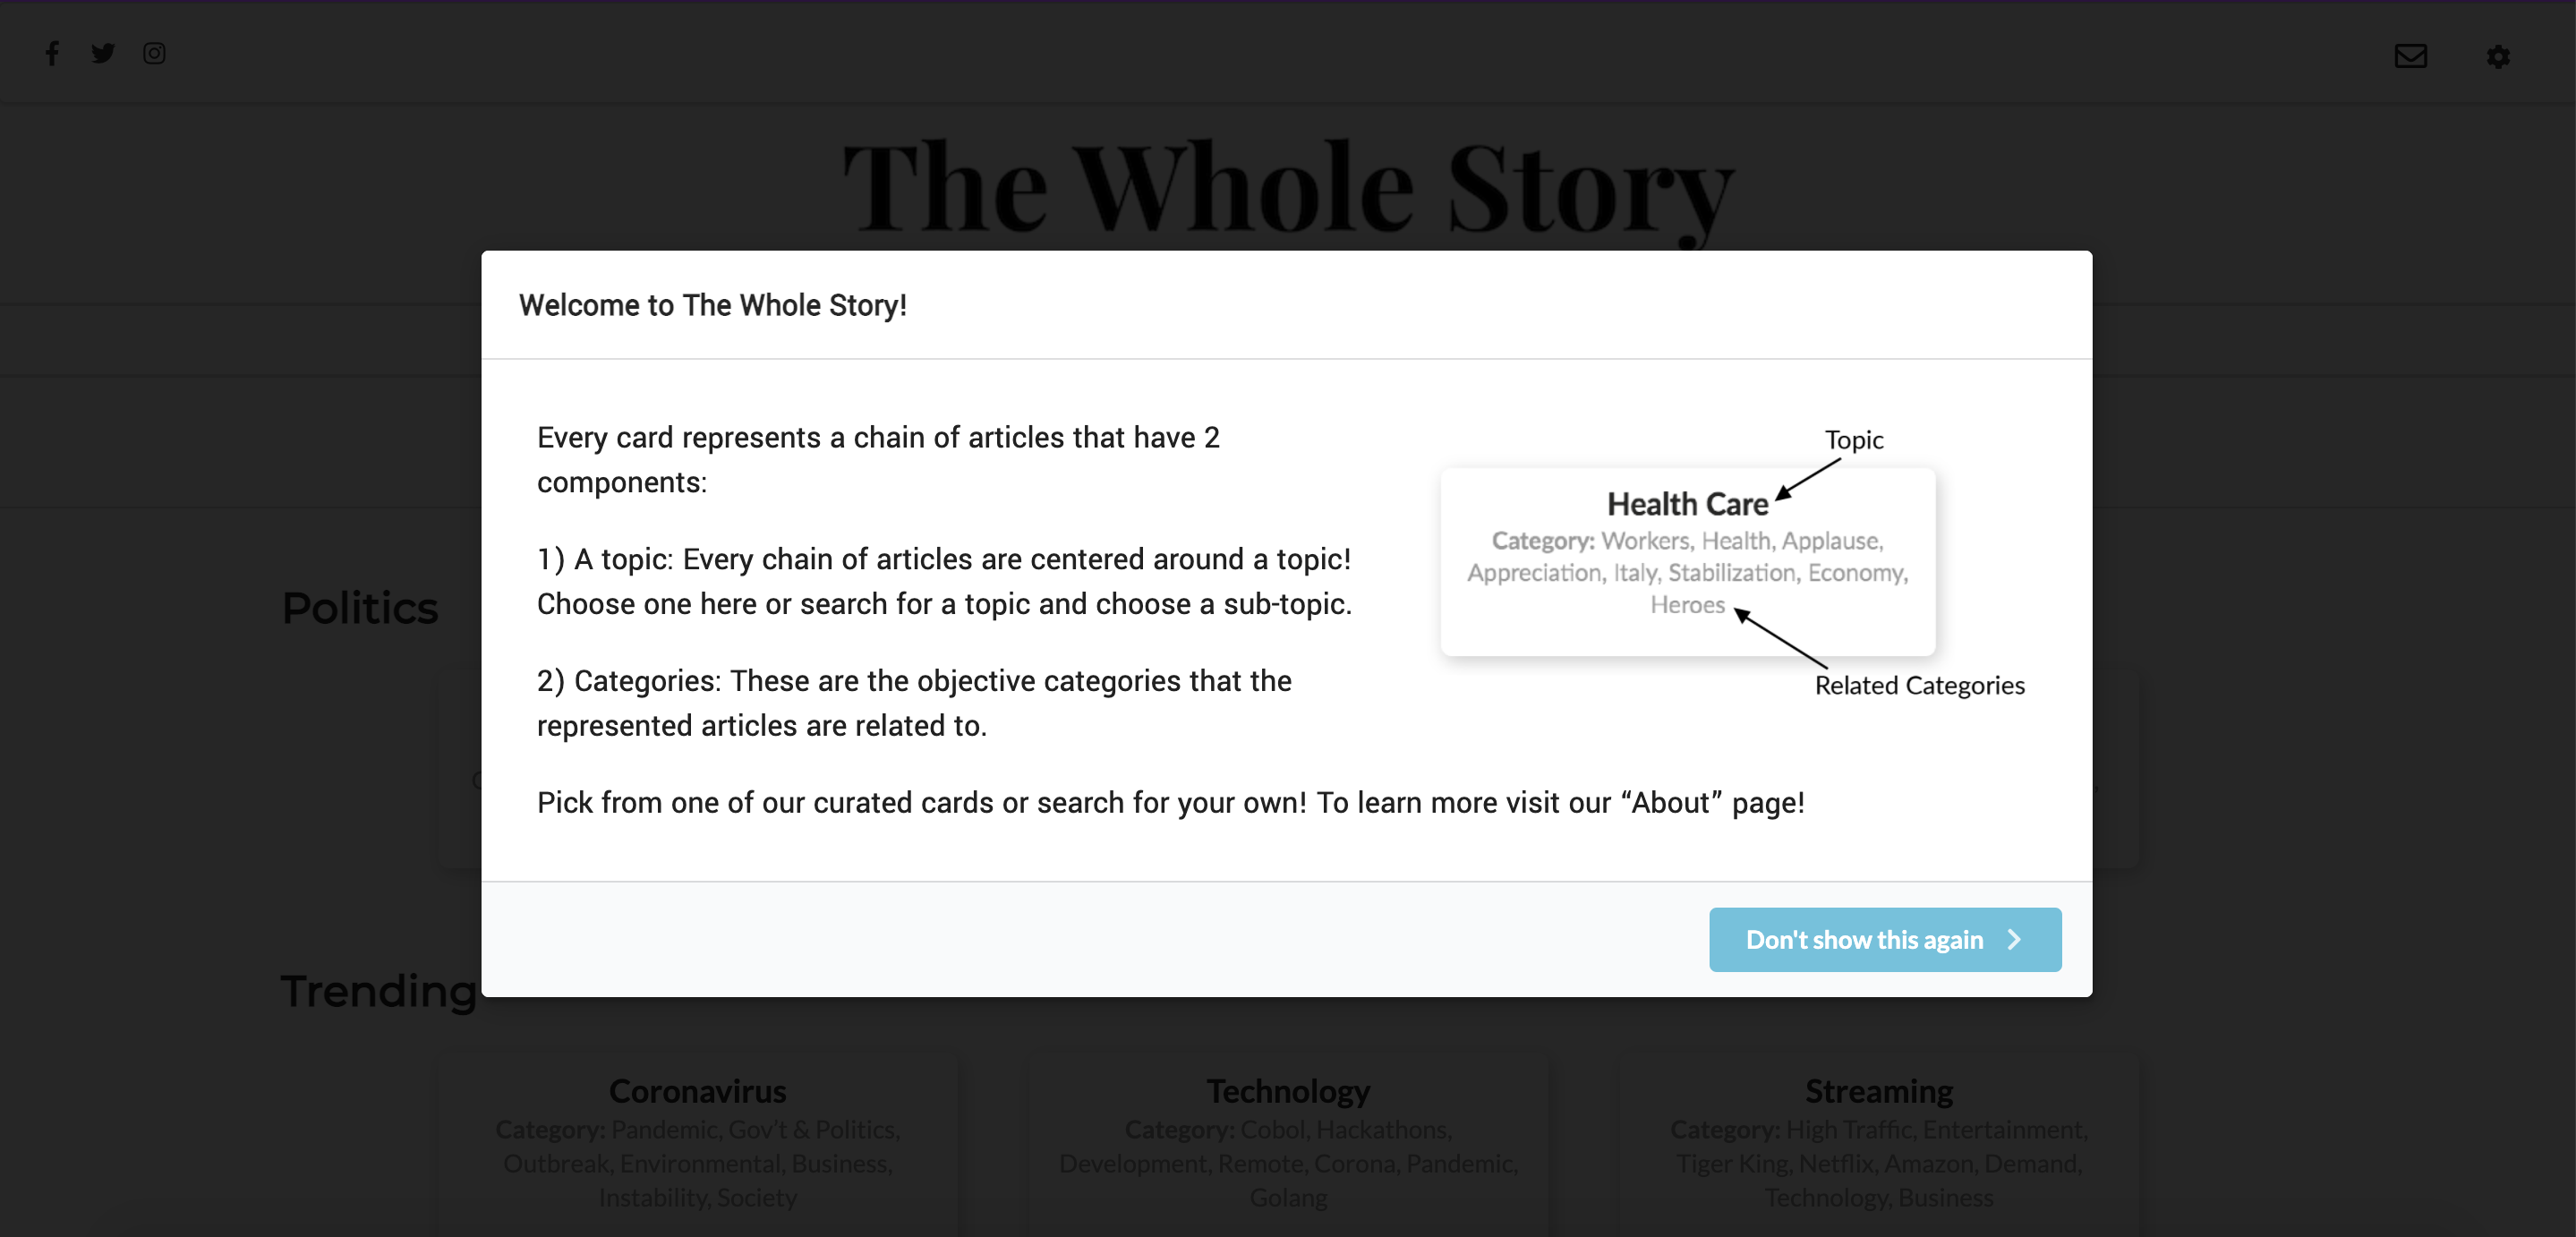 The Whole Story
Welcome to The Whole Story!
Every card represents a chain of articles that have 2
components:
1) A topic: Every chain of articles are centered around a topic!
Choose one here or search for a topic and choose a sub-topic.
2) Categories: These are the objective categories that the
represented articles are related to.
Pick from one of our curated cards or search for your own! To learn more visit our “About” page!
Topic
Health Care
Category: Workers, Health, Applause,
Appreciation, Italy, Stabilization, Economy,
Heroes
Related Categories
Don't show this again
Politics
Trending
Coronavirus
Category: Pandemic, Gov't & Politics,
Outbreak, Environmental, Business,
Instability, Society
Technology
Category: Cobol, Hackathons,
Development, Remote, Corona, Pandemic,
Golang
Streaming
Category: High Traffic, Entertainment,
Tiger King, Netflix, Amazon, Demand,
Technology, Business